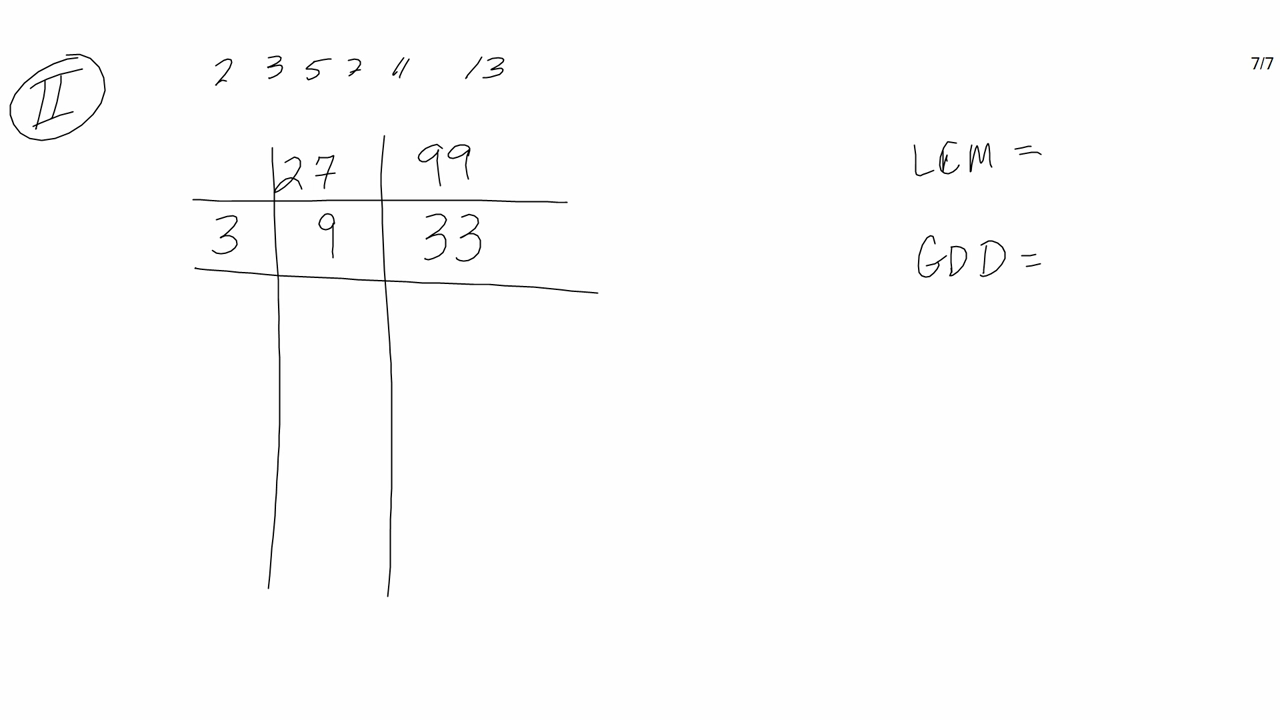 7/7
II
2 3 5 7 11 13
27 99
3 9 33
LCM =
GDD =